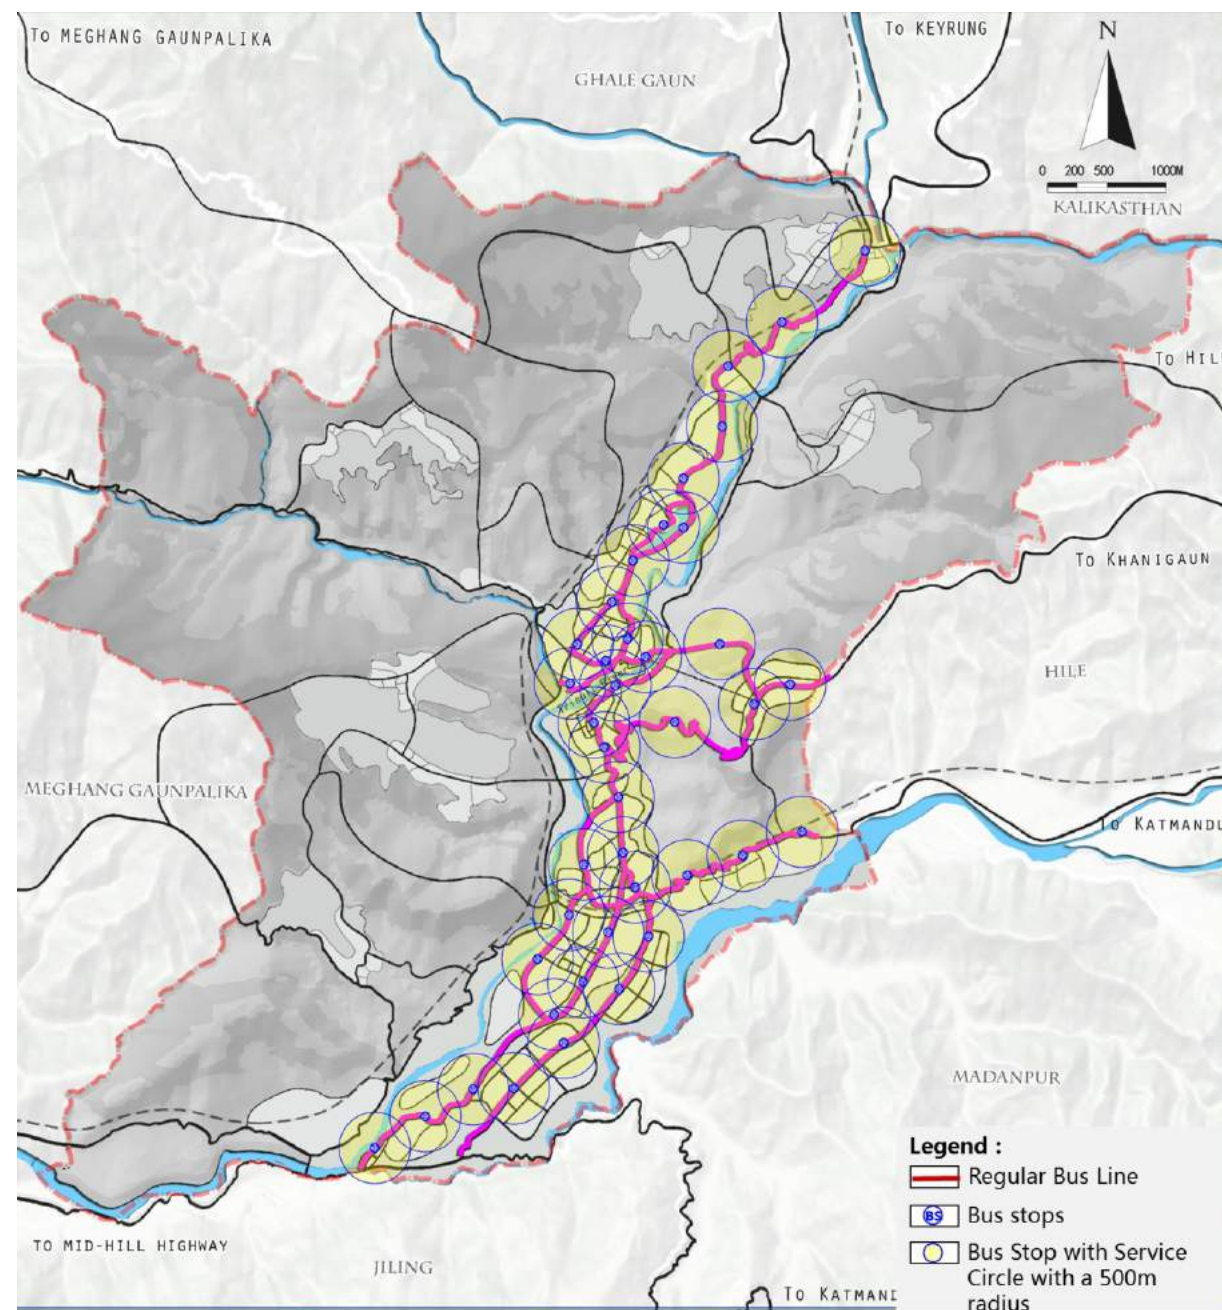 To MEGHANG GAUNPALIKA
To KEYRUNG
N
GHALE GAUN
0 200 500 1000M
KALIKASTHAN
To HIL
To KHANIGAUN
HILE
MEGHANG GAUNPALIKA
To KATMANDU
MADANPUR
Legend :
Regular Bus Line
BS Bus stops
Bus Stop with Service
Circle with a 500m
radius
TO MID-HILL HIGHWAY
JILING
To KATMAND